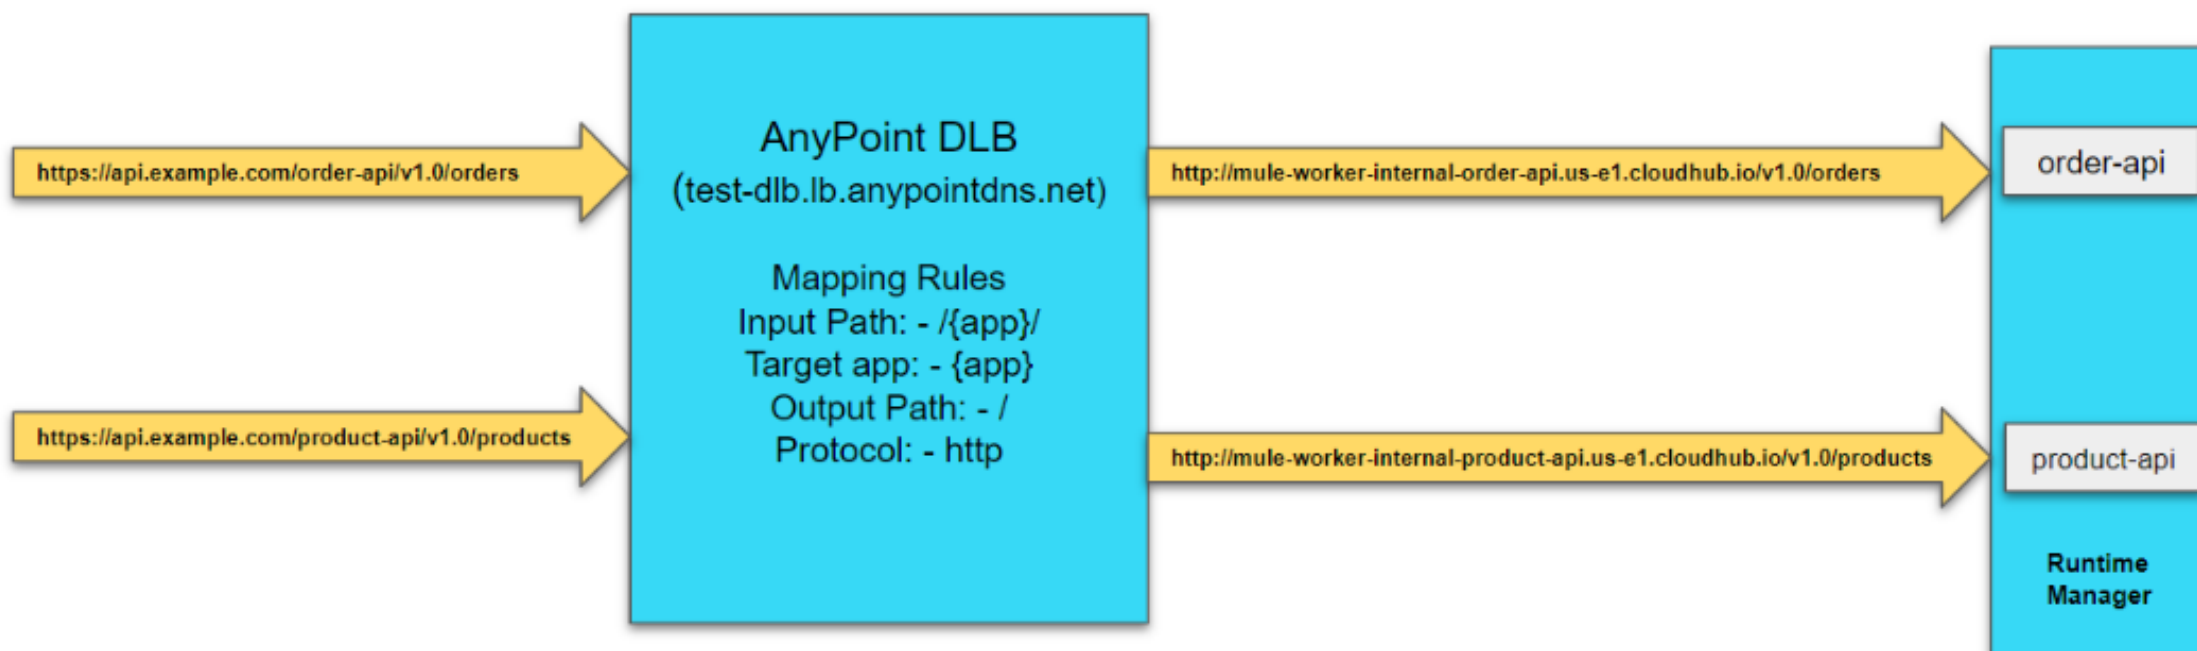 https://api.example.com/order-api/v1.0/orders
https://api.example.com/product-api/v1.0/products
AnyPoint DLB
(test-dlb.lb.anypointdns.net)
Mapping Rules
Input Path: - /{app}/
Target app: - {app}
Output Path: - /
Protocol: - http
http://mule-worker-internal-order-api.us-e1.cloudhub.io/v1.0/orders
http://mule-worker-internal-product-api.us-e1.cloudhub.io/v1.0/products
order-api
product-api
Runtime
Manager